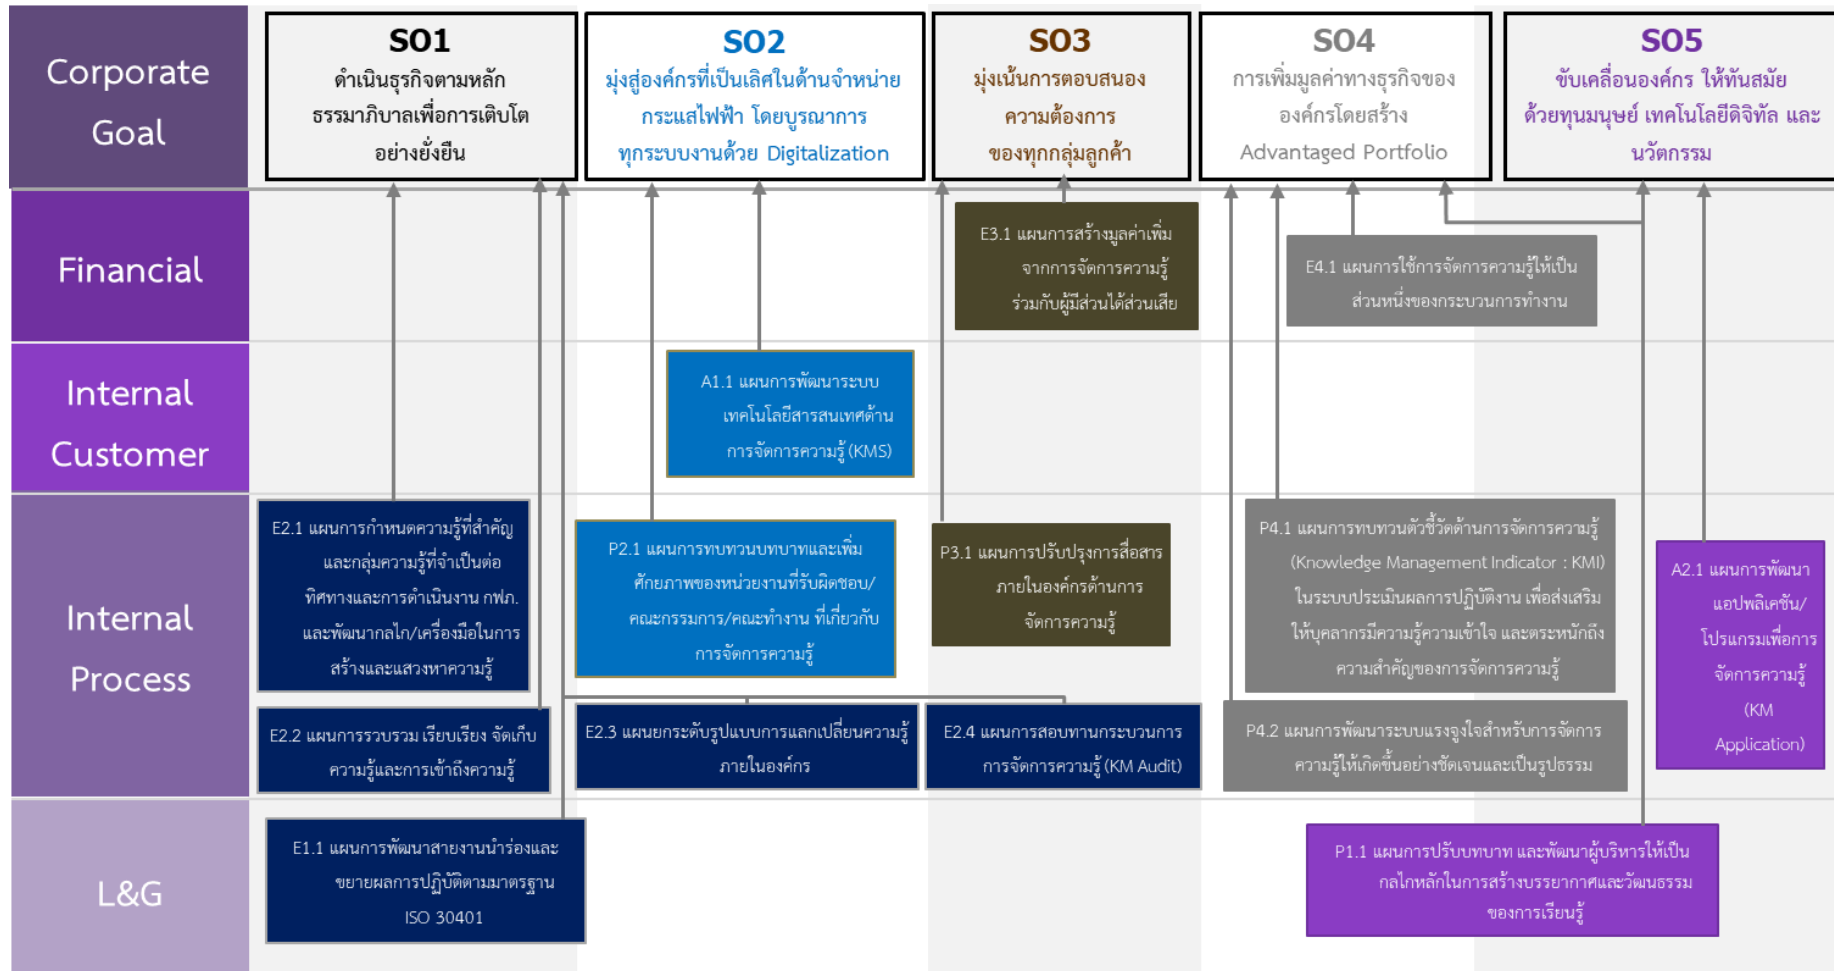 Corporate
Goal
SO1
ดำเนินธุรกิจตามหลัก
ธรรมาภิบาลเพื่อการเติบโต
อย่างยั่งยืน
SO2
มุ่งสู่องค์กรที่เป็นเลิศในด้านจำหน่าย
กระแสไฟฟ้า โดยบูรณาการ
ทุกระบบงานด้วย Digitalization
SO3
มุ่งเน้นการตอบสนอง
ความต้องการ
ของทุกกลุ่มลูกค้า
SO4
การเพิ่มมูลค่าทางธุรกิจของ
องค์กรโดยสร้าง
Advantaged Portfolio
SO5
ขับเคลื่อนองค์กร ให้ทันสมัย
ด้วยทุนมนุษย์ เทคโนโลยีดิจิทัล และ
นวัตกรรม
Financial
E3.1 แผนการสร้างมูลค่าเพิ่ม
จากการจัดการความรู้
ร่วมกับผู้มีส่วนได้ส่วนเสีย
E4.1 แผนการใช้การจัดการความรู้ให้เป็น
ส่วนหนึ่งของกระบวนการทำงาน
Internal
Customer
A1.1 แผนการพัฒนาระบบ
เทคโนโลยีสารสนเทศด้าน
การจัดการความรู้ (KMS)
Internal
Process
E2.1 แผนการกำหนดความรู้ที่สำคัญ
และกลุ่มความรู้ที่จำเป็นต่อ
ทิศทางและการดำเนินงาน กฟภ.
และพัฒนากลไก/เครื่องมือในการ
สร้างและแสวงหาความรู้
P2.1 แผนการทบทวนบทบาทและเพิ่ม
ศักยภาพของหน่วยงานที่รับผิดชอบ/
คณะกรรมการ/คณะทำงาน ที่เกี่ยวกับ
การจัดการความรู้
P3.1 แผนการปรับปรุงการสื่อสาร
ภายในองค์กรด้านการ
จัดการความรู้
P4.1 แผนการทบทวนตัวชี้วัดด้านการจัดการความรู้
(Knowledge Management Indicator : KMI)
ในระบบประเมินผลการปฏิบัติงาน เพื่อส่งเสริม
ให้บุคลากรมีความรู้ความเข้าใจ และตระหนักถึง
ความสำคัญของการจัดการความรู้
A2.1 แผนการพัฒนา
แอปพลิเคชัน/
โปรแกรมเพื่อการ
จัดการความรู้
(KM
Application)
E2.2 แผนการรวบรวม เรียบเรียง จัดเก็บ
ความรู้และการเข้าถึงความรู้
E2.3 แผนยกระดับรูปแบบการแลกเปลี่ยนความรู้
ภายในองค์กร
E2.4 แผนการสอบทานกระบวนการ
การจัดการความรู้ (KM Audit)
P4.2 แผนการพัฒนาระบบแรงจูงใจสำหรับการจัดการ
ความรู้ให้เกิดขึ้นอย่างชัดเจนและเป็นรูปธรรม
L&G
E1.1 แผนการพัฒนาสายงานนำร่องและ
ขยายผลการปฏิบัติตามมาตรฐาน
ISO 30401
P1.1 แผนการปรับบทบาท และพัฒนาผู้บริหารให้เป็น
กลไกหลักในการสร้างบรรยากาศและวัฒนธรรม
ของการเรียนรู้